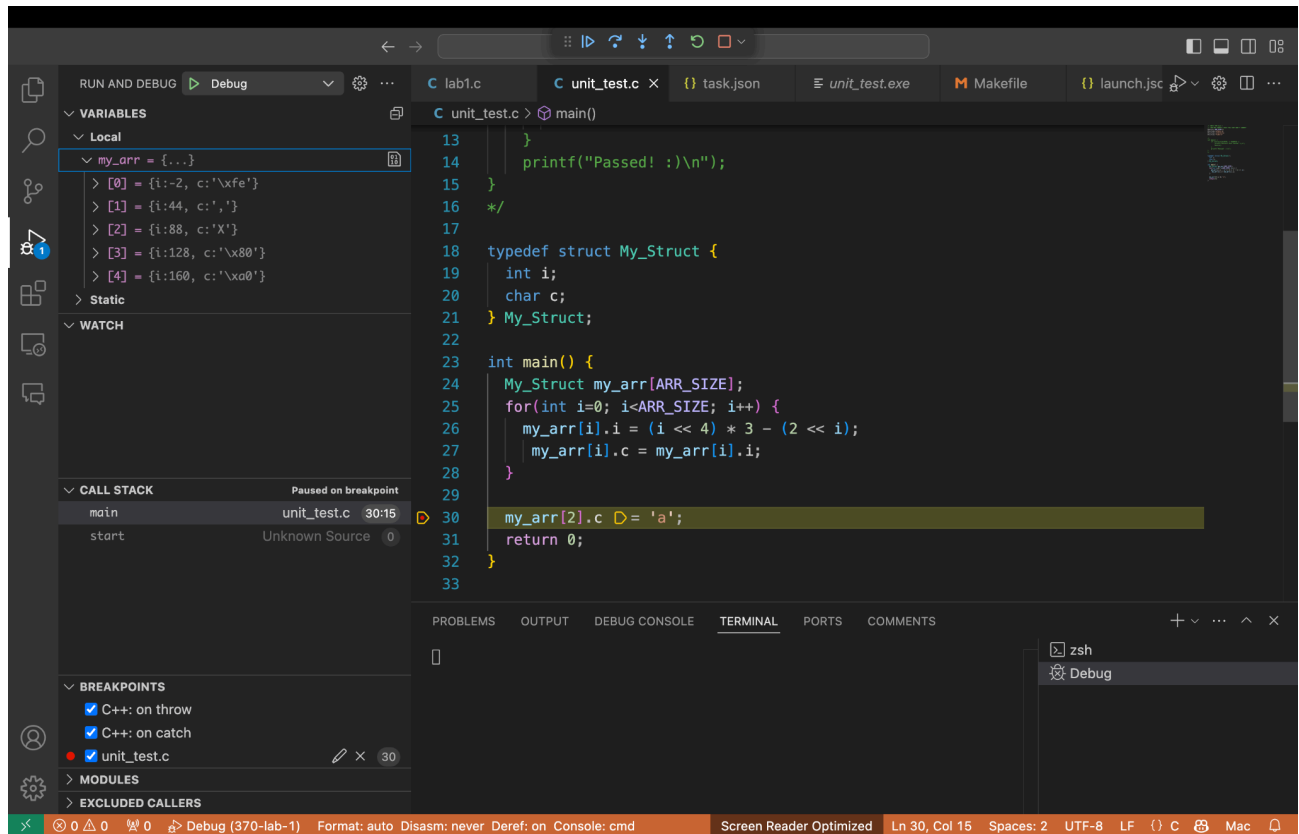 RUN AND DEBUG Debug
VARIABLES
Local
my_arr = {...}
[0] = {i:-2, c:'\xfe'}
[1] = {i:44, c:','}
[2] = {i:88, c:'X'}
[3] = {i:128, c:'\x80'}
[4] = {i:160, c:'\xa0'}
Static
WATCH
CALL STACK Paused on breakpoint
main unit_test.c 30:15
start Unknown Source 0
BREAKPOINTS
C++: on throw
C++: on catch
unit_test.c 30
MODULES
EXCLUDED CALLERS
1
C lab1.c C unit_test.c {} task.json unit_test.exe M Makefile {} launch.jsc
C unit_test.c > main()
13 }
14 printf("Passed! :)\n");
15 }
16 */
17
18 typedef struct My_Struct {
19 int i;
20 char c;
21 } My_Struct;
22
23 int main() {
24 My_Struct my_arr[ARR_SIZE];
25 for(int i=0; i<ARR_SIZE; i++) {
26 my_arr[i].i = (i << 4) * 3 - (2 << i);
27 my_arr[i].c = my_arr[i].i;
28 }
29
30 my_arr[2].c = 'a';
31 return 0;
32 }
33
PROBLEMS OUTPUT DEBUG CONSOLE TERMINAL PORTS COMMENTS
zsh
Debug
0 0 0 Debug (370-lab-1) Format: auto Disasm: never Deref: on Console: cmd Screen Reader Optimized Ln 30, Col 15 Spaces: 2 UTF-8 LF {} C Mac